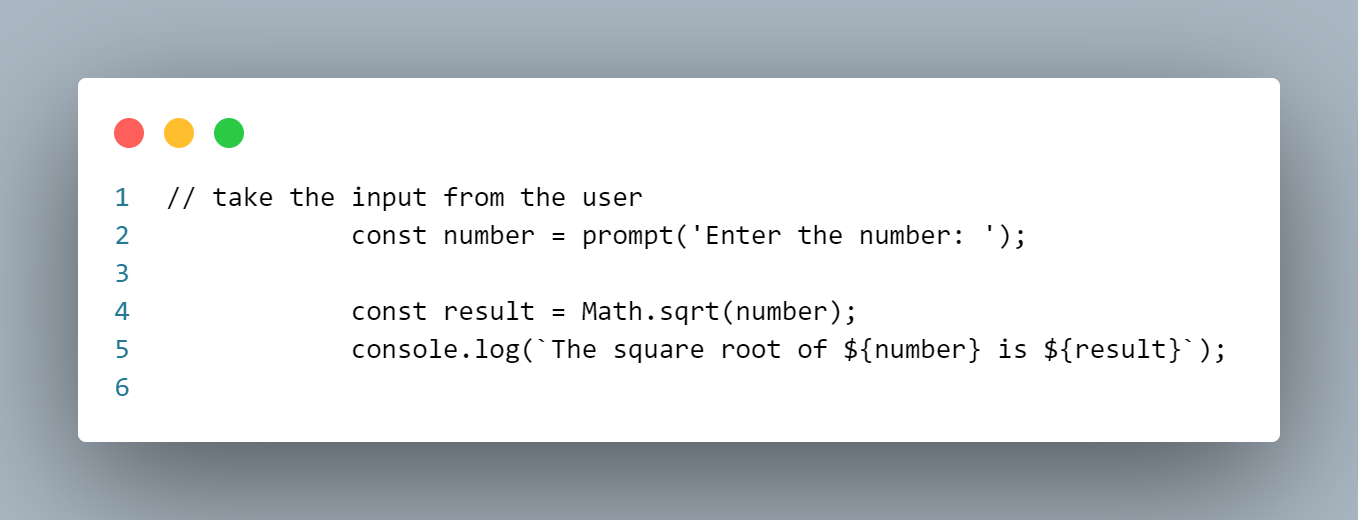 1 // take the input from the user
2             const number = prompt('Enter the number: ');
3
4             const result = Math.sqrt(number);
5             console.log(`The square root of ${number} is ${result}`);
6